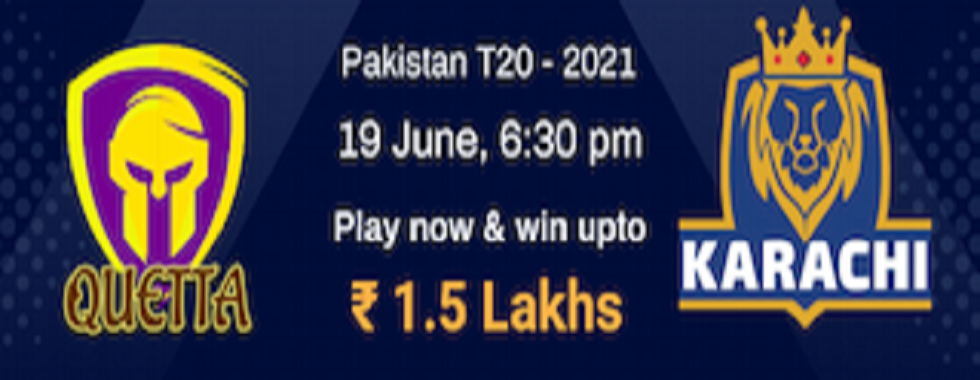 Pakistan T20 - 2021
19 June, 6:30 pm
Play now & win upto
₹ 1.5 Lakhs
QUETTA
KARACHI